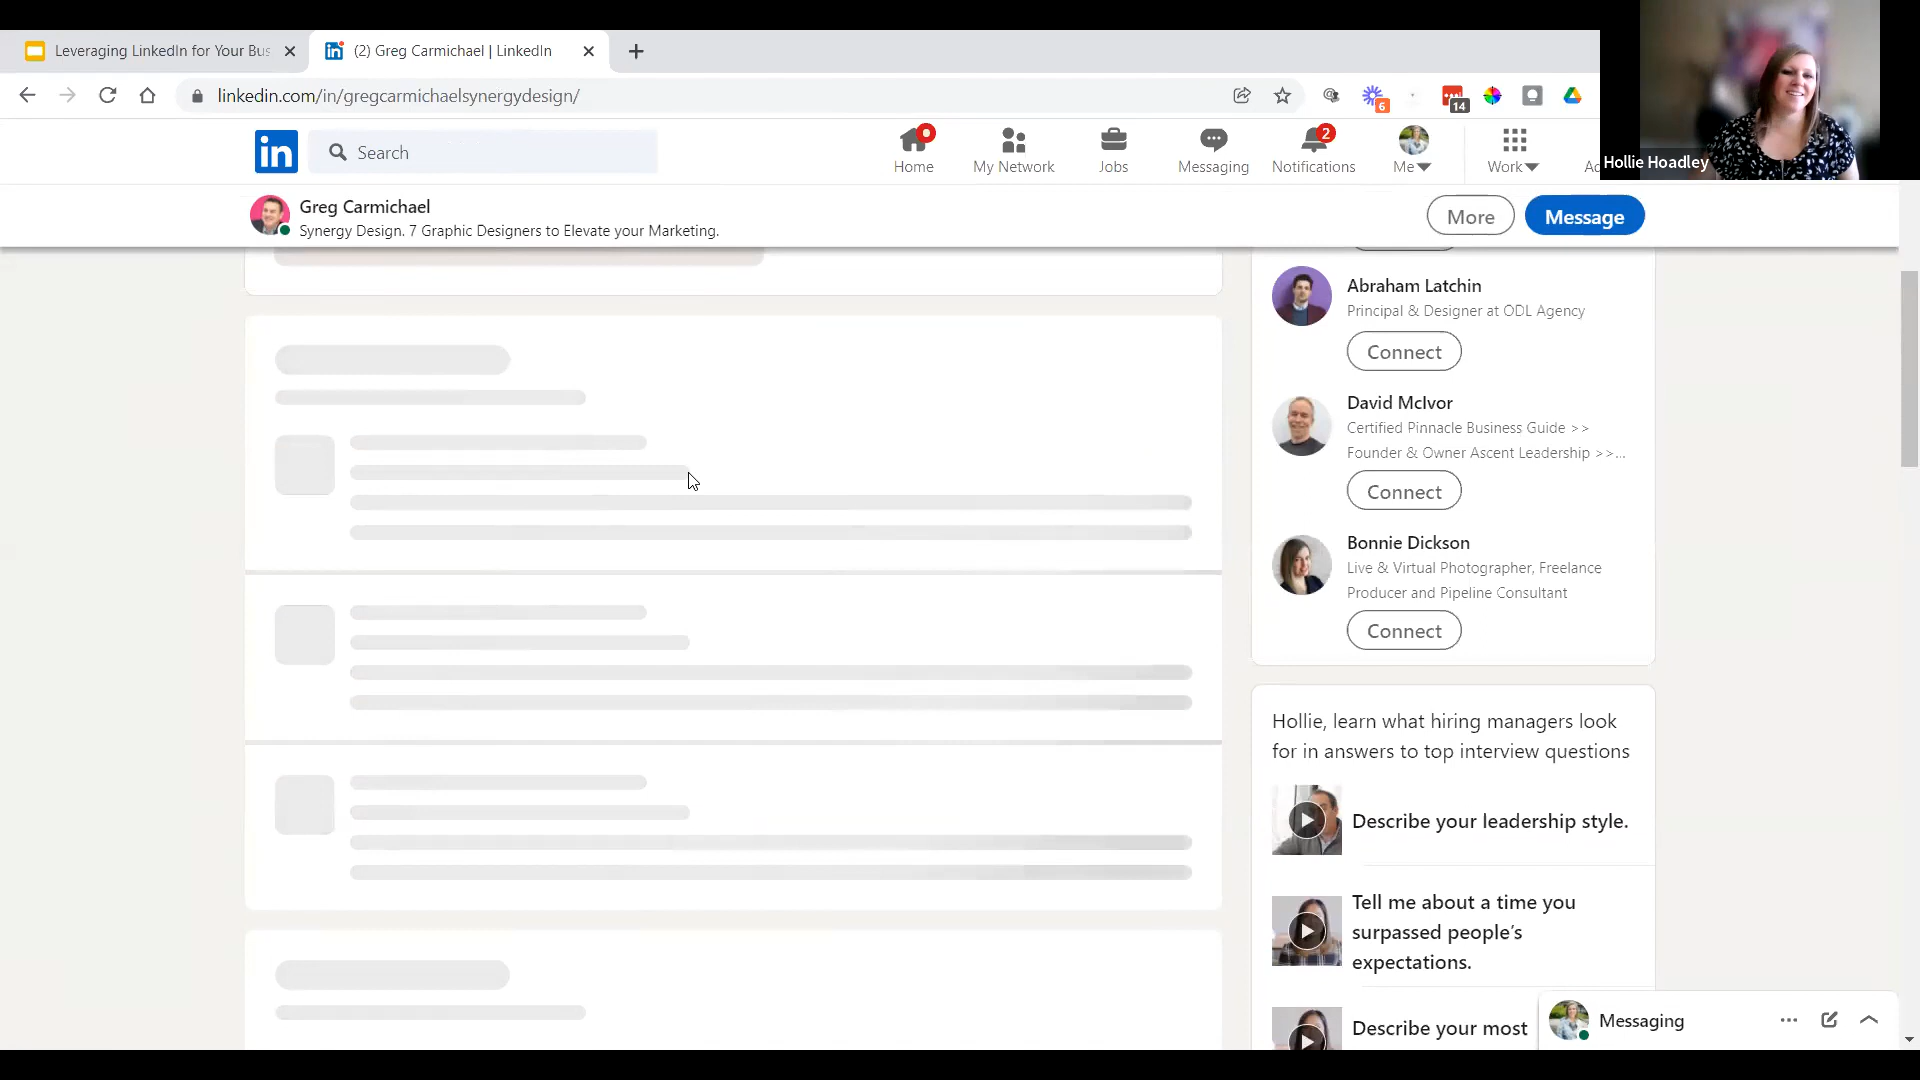 Leveraging LinkedIn for Your Bus
(2) Greg Carmichael | LinkedIn
linkedin.com/in/gregcarmichaelsynergydesign/
6
14
in
Search
Home
My Network
Jobs
Messaging
2
Notifications
Me
Work
Ad
Hollie Hoadley
Greg Carmichael
Synergy Design. 7 Graphic Designers to Elevate your Marketing.
More
Message
Abraham Latchin
Principal & Designer at ODL Agency
Connect
David McIvor
Certified Pinnacle Business Guide >>
Founder & Owner Ascent Leadership >>...
Connect
Bonnie Dickson
Live & Virtual Photographer, Freelance
Producer and Pipeline Consultant
Connect
Hollie, learn what hiring managers look
for in answers to top interview questions
Describe your leadership style.
Tell me about a time you
surpassed people's
expectations.
Describe your most
Messaging